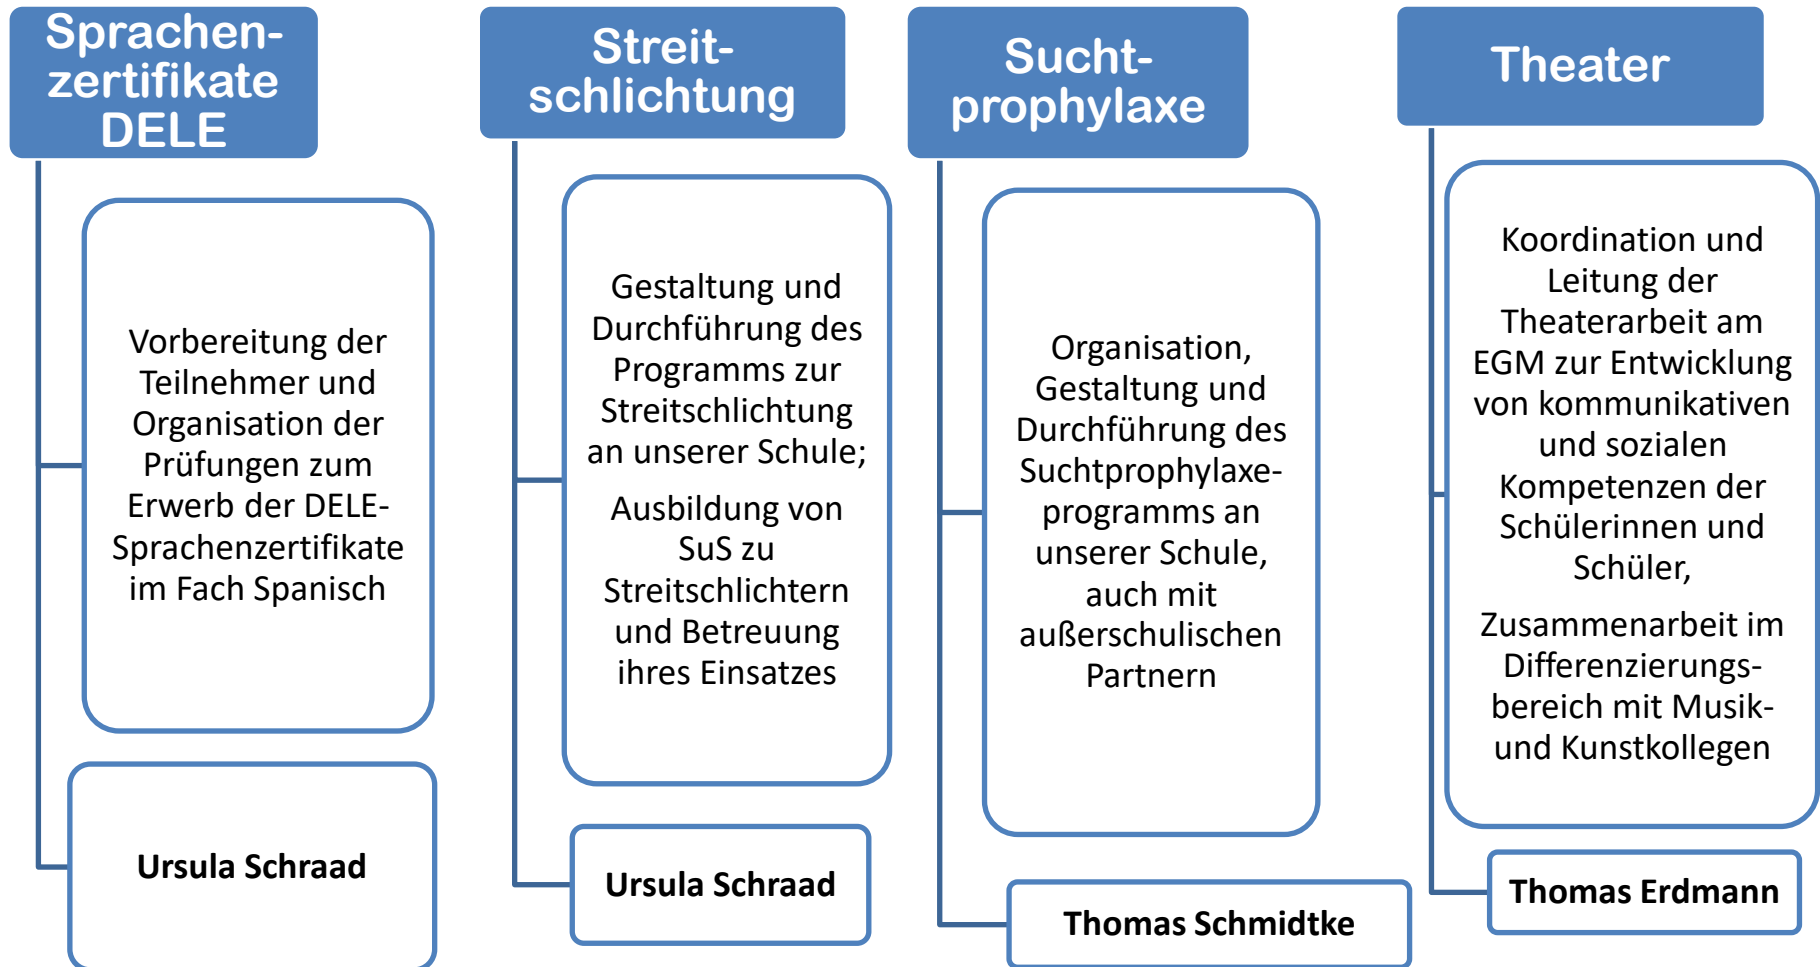 Sprachen-
zertifikate
DELE
Vorbereitung der
Teilnehmer und
Organisation der
Prüfungen zum
Erwerb der DELE-
Sprachenzertifikate
im Fach Spanisch
Ursula Schraad
Streit-
schlichtung
Gestaltung und
Durchführung des
Programms zur
Streitschlichtung
an unserer Schule;
Ausbildung von
SuS zu
Streitschlichtern
und Betreuung
ihres Einsatzes
Ursula Schraad
Sucht-
prophylaxe
Organisation,
Gestaltung und
Durchführung des
Suchtprophylaxe-
programms an
unserer Schule,
auch mit
außerschulischen
Partnern
Thomas Schmidtke
Theater
Koordination und
Leitung der
Theaterarbeit am
EGM zur Entwicklung
von kommunikativen
und sozialen
Kompetenzen der
Schülerinnen und
Schüler,
Zusammenarbeit im
Differenzierungs-
bereich mit Musik-
und Kunstkollegen
Thomas Erdmann